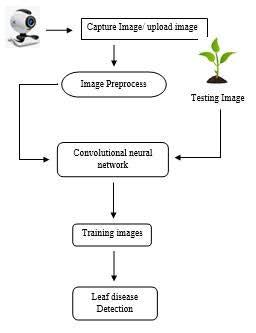 Capture Image/ upload image
Image Preprocess
Testing Image
Convolutional neural
network
Training images
Leaf disease
Detection